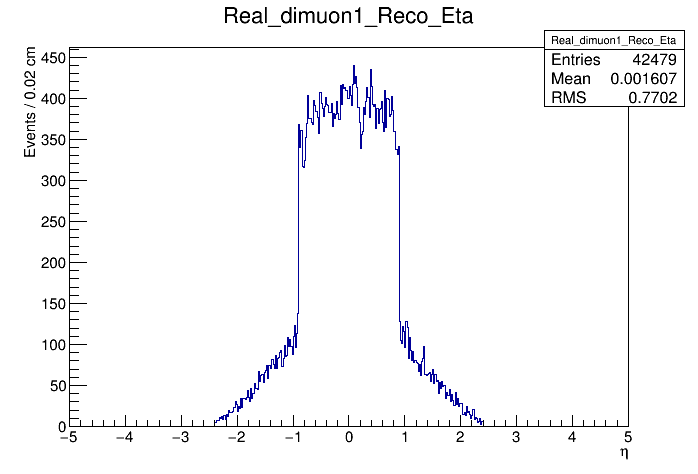 Real_dimuon1_Reco_Eta
Real_dimuon1_Reco_Eta
Entries 42479
Mean 0.001607
RMS 0.7702
Events / 0.02 cm
450
400
350
300
250
200
150
100
50
0
−5 −4 −3 −2 −1 0 1 2 3 4 5
η